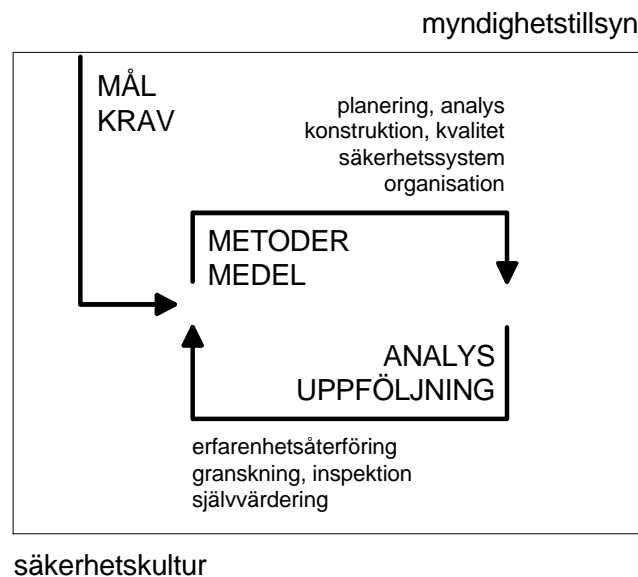 myndighetstillsyn
MÅL
KRAV
planering, analys
konstruktion, kvalitet
säkerhetssystem
organisation
METODER
MEDEL
ANALYS
UPPFÖLJNING
erfarenhetsåterföring
granskning, inspektion
självvärdering
säkerhetskultur